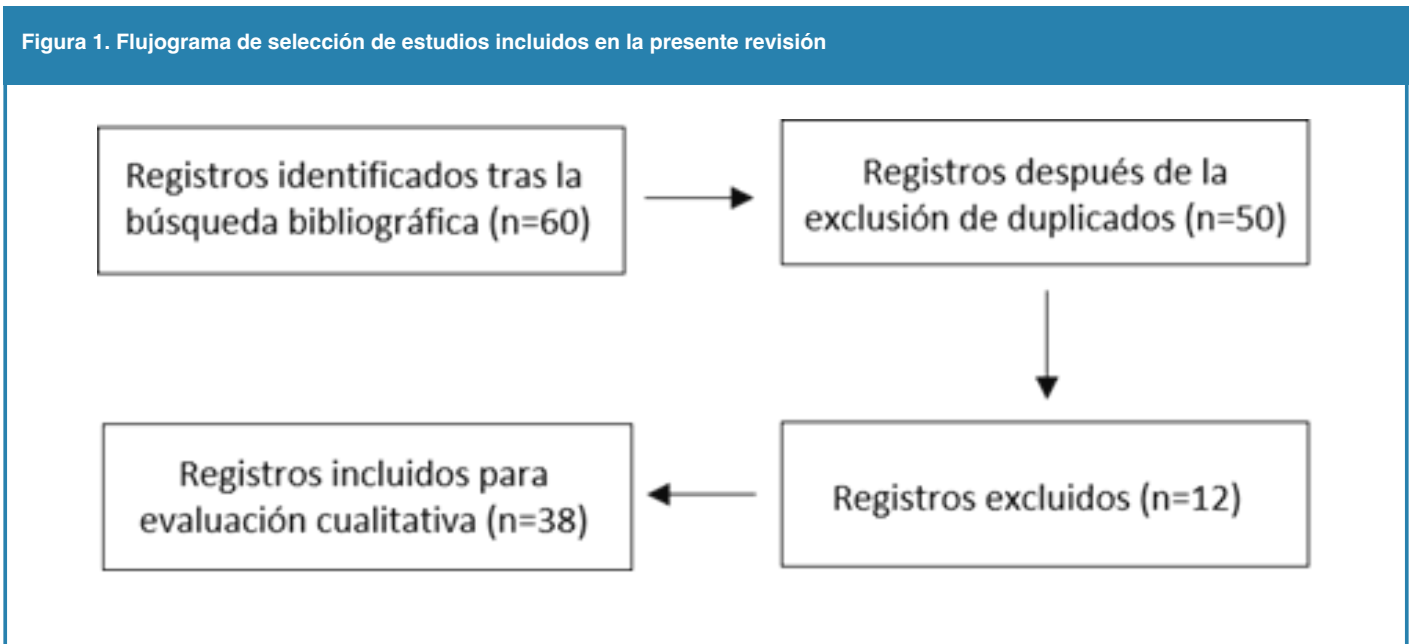 Figura 1. Flujograma de selección de estudios incluidos en la presente revisión
Registros identificados tras la
búsqueda bibliográfica (n=60)
Registros después de la
exclusión de duplicados (n=50)
Registros excluidos (n=12)
Registros incluidos para
evaluación cualitativa (n=38)